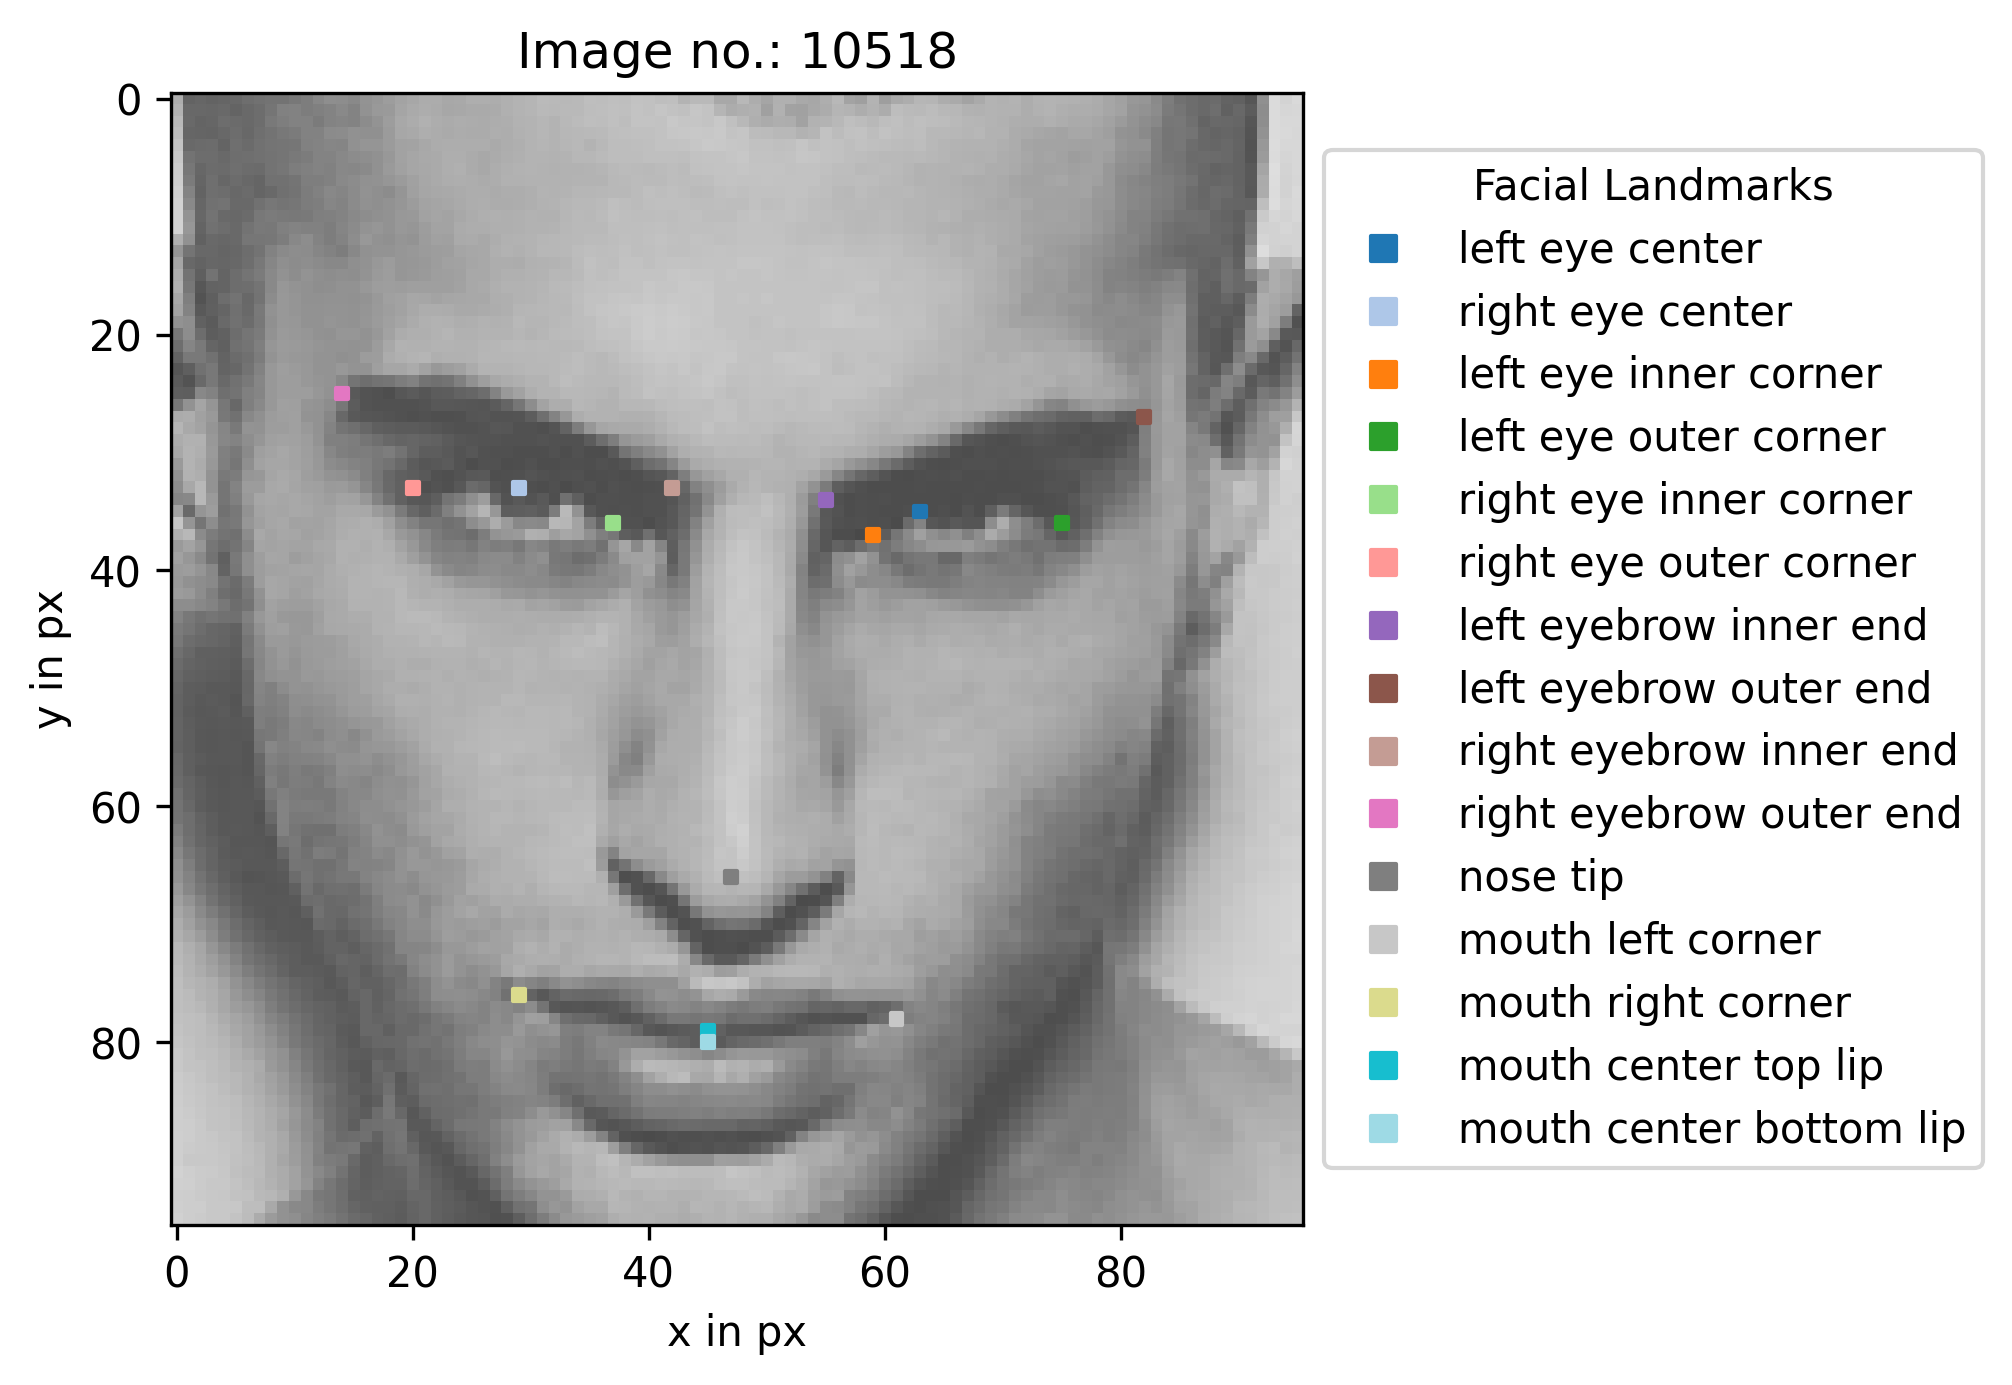 Image no.: 10518
0
20
40
60
80
y in px
0 20 40 60 80
x in px
Facial Landmarks
left eye center
right eye center
left eye inner corner
left eye outer corner
right eye inner corner
right eye outer corner
left eyebrow inner end
left eyebrow outer end
right eyebrow inner end
right eyebrow outer end
nose tip
mouth left corner
mouth right corner
mouth center top lip
mouth center bottom lip